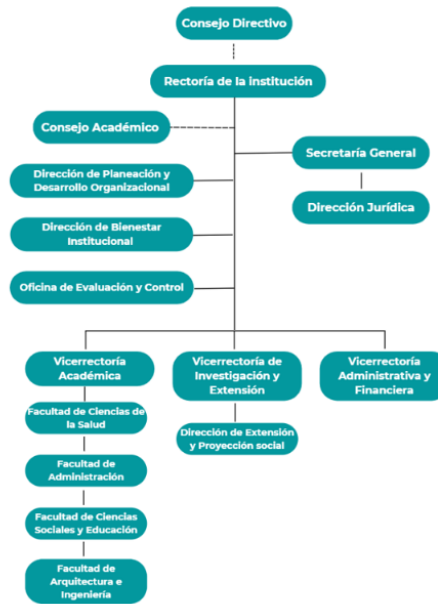 Consejo Directivo
Rectoría de la institución
Consejo Académico
Secretaría General
Dirección de Planeación y
Desarrollo Organizacional
Dirección Jurídica
Dirección de Bienestar
Institucional
Oficina de Evaluación y Control
Vicerrectoría
Académica
Vicerrectoría de
Investigación y
Extensión
Vicerrectoría
Administrativa y
Financiera
Facultad de Ciencias de
la Salud
Dirección de Extensión
y Proyección social
Facultad de
Administración
Facultad de Ciencias
Sociales y Educación
Facultad de
Arquitectura e
Ingeniería